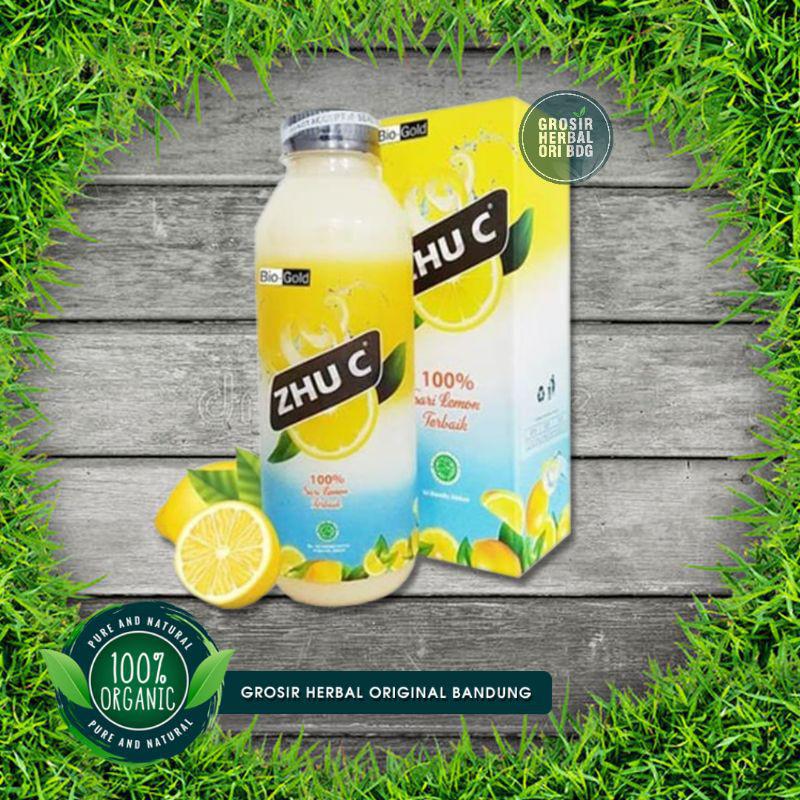 GROSIR
HERBAL
ORI BDG
Bio-Gold
ZHU C
100%
Sari Lemon
Terbaik
Bio-Gold
ZHU C
100%
Sari Lemon
Terbaik
PURE AND NATURAL
100%
ORGANIC
PURE AND NATURAL
GROSIR HERBAL ORIGINAL BANDUNG